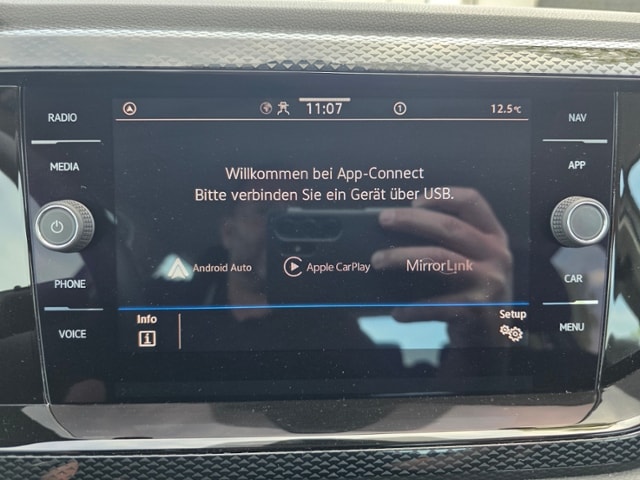 RADIO
MEDIA
PHONE
VOICE
11:07
1
12.5°C
Willkommen bei App-Connect
Bitte verbinden Sie ein Gerät über USB.
Android Auto
Apple CarPlay
MirrorLink
Info
Setup
NAV
APP
CAR
MENU